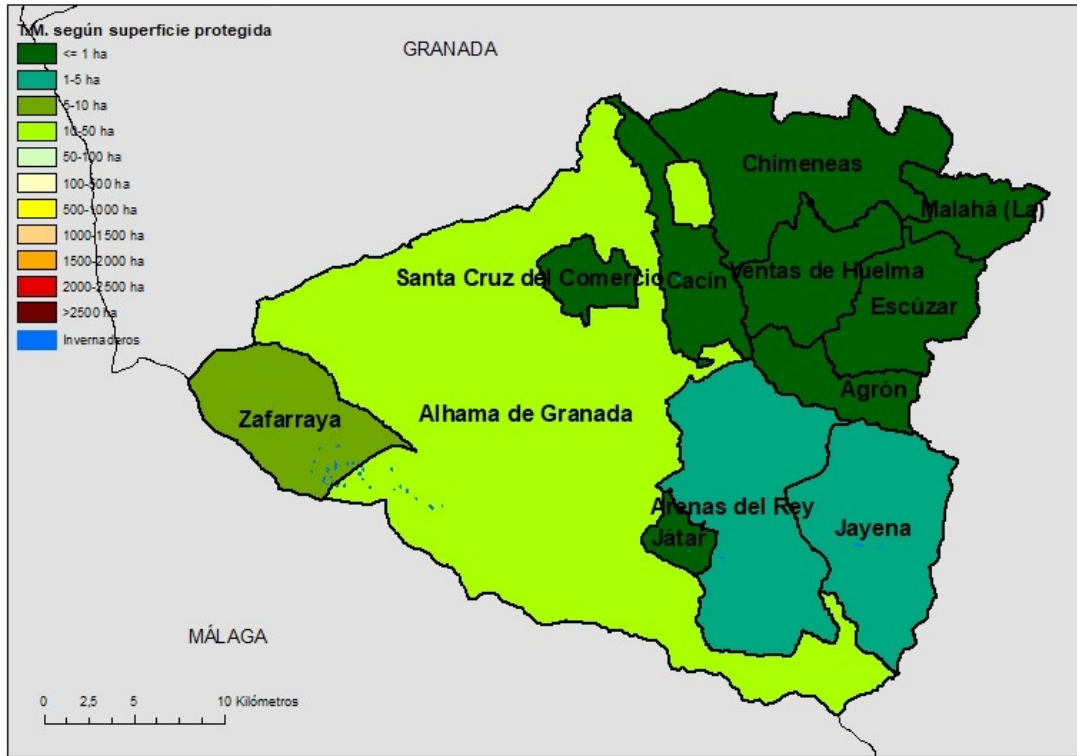 T.M. según superficie protegida
<= 1 ha
1-5 ha
5-10 ha
10-50 ha
50-100 ha
100-500 ha
500-1000 ha
1000-1500 ha
1500-2000 ha
2000-2500 ha
>2500 ha
Invernaderos
GRANADA
Chimeneas
Malahá (La)
Santa Cruz del Comercio
Cacín
Ventas de Huelma
Escúzar
Agrón
Zafarraya
Alhama de Granada
Arenas del Rey
Játar
Jayena
MÁLAGA
0 2,5 5 10 Kilómetros